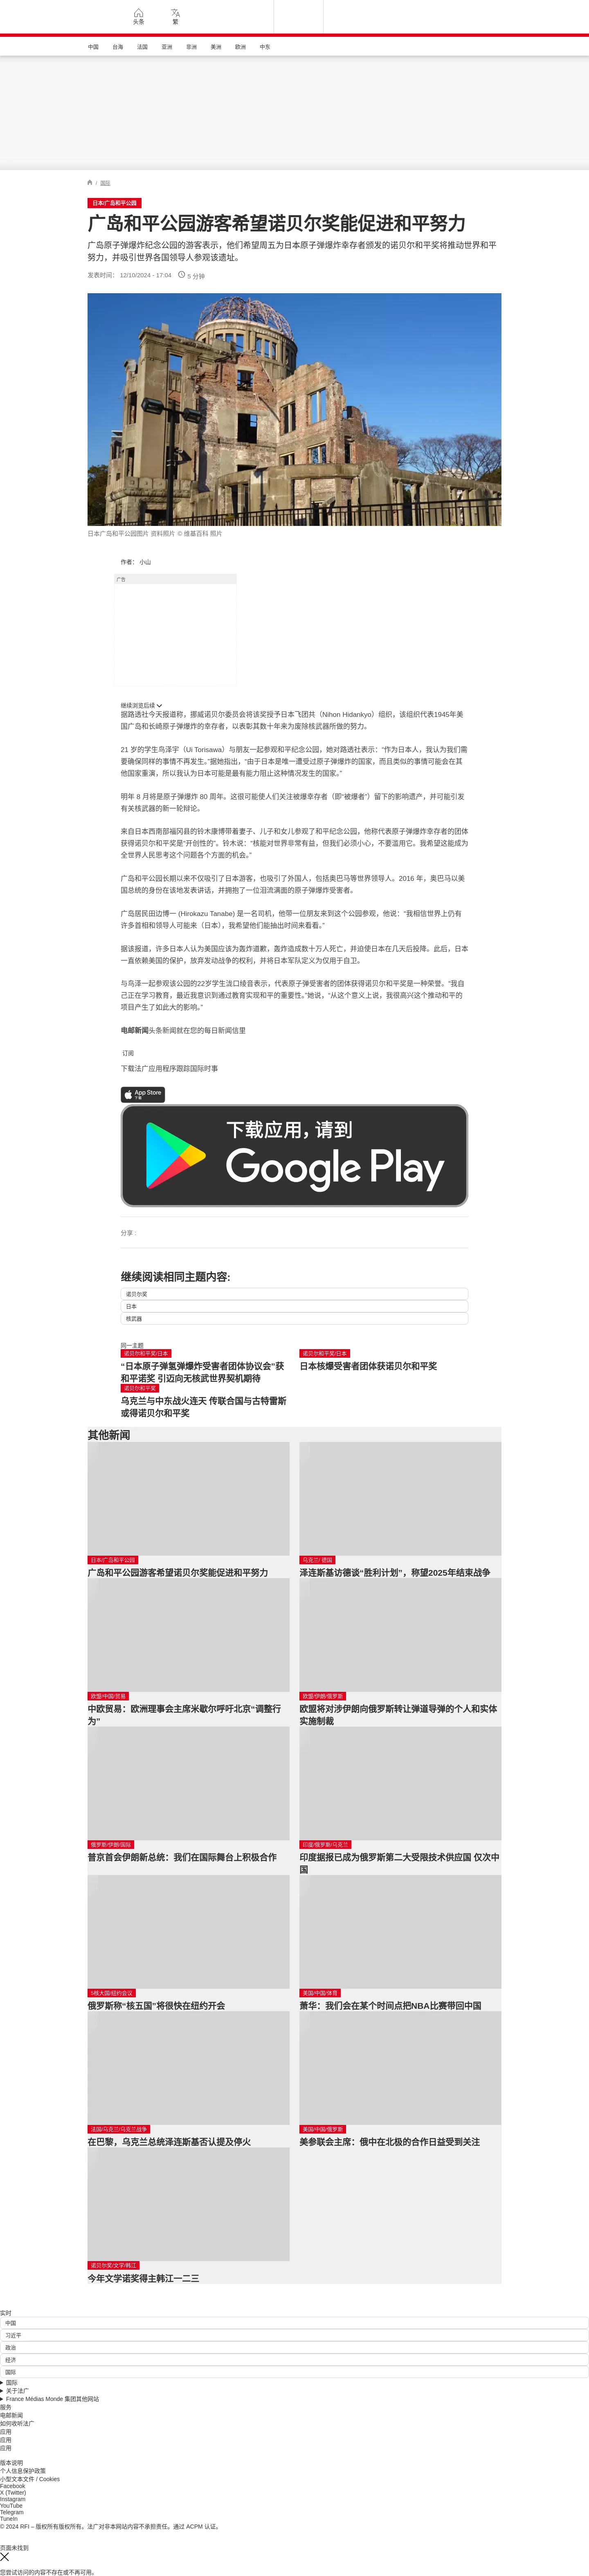 头条
繁
中国 台海 法国 亚洲 非洲 美洲 欧洲 中东
/ 国际
日本/广岛和平公园
广岛和平公园游客希望诺贝尔奖能促进和平努力
广岛原子弹爆炸纪念公园的游客表示，他们希望周五为日本原子弹爆炸幸存者颁发的诺贝尔和平奖将推动世界和平
努力，并吸引世界各国领导人参观该遗址。
发表时间： 12/10/2024 - 17:04 5 分钟
日本广岛和平公园图片 资料照片 © 维基百科 照片
作者： 小山
广告
继续浏览后续
据路透社今天报道称，挪威诺贝尔委员会将该奖授予日本飞团共（Nihon Hidankyo）组织，该组织代表1945年美
国广岛和长崎原子弹爆炸的幸存者，以表彰其数十年来为废除核武器所做的努力。
21 岁的学生鸟泽宇（Ui Torisawa）与朋友一起参观和平纪念公园，她对路透社表示：“作为日本人，我认为我们需
要确保同样的事情不再发生。”据她指出，“由于日本是唯一遭受过原子弹爆炸的国家，而且类似的事情可能会在其
他国家重演，所以我认为日本可能是最有能力阻止这种情况发生的国家。”
明年 8 月将是原子弹爆炸 80 周年。这很可能使人们关注被爆幸存者（即“被爆者”）留下的影响遗产，并可能引发
有关核武器的新一轮辩论。
来自日本西南部福冈县的铃木康博带着妻子、儿子和女儿参观了和平纪念公园，他称代表原子弹爆炸幸存者的团体
获得诺贝尔和平奖是“开创性的”。铃木说：“核能对世界非常有益，但我们必须小心，不要滥用它。我希望这能成为
全世界人民思考这个问题各个方面的机会。”
广岛和平公园长期以来不仅吸引了日本游客，也吸引了外国人，包括奥巴马等世界领导人。2016 年，奥巴马以美
国总统的身份在该地发表讲话，并拥抱了一位泪流满面的原子弹爆炸受害者。
广岛居民田边博一 (Hirokazu Tanabe) 是一名司机，他带一位朋友来到这个公园参观，他说：“我相信世界上仍有
许多首相和领导人可能来（日本），我希望他们能抽出时间来看看。”
据该报道，许多日本人认为美国应该为轰炸道歉，轰炸造成数十万人死亡，并迫使日本在几天后投降。此后，日本
一直依赖美国的保护，放弃发动战争的权利，并将日本军队定义为仅用于自卫。
与鸟泽一起参观该公园的22岁学生泷口绫音表示，代表原子弹受害者的团体获得诺贝尔和平奖是一种荣誉。“我自
己正在学习教育，最近我意识到通过教育实现和平的重要性。”她说，“从这个意义上说，我很高兴这个推动和平的
项目产生了如此大的影响。”
电邮新闻头条新闻就在您的每日新闻信里
订阅
下载法广应用程序跟踪国际时事
App Store
下载
下载应用，请到
Google Play
分享 :
继续阅读相同主题内容:
诺贝尔奖
日本
核武器
同一主题
诺贝尔和平奖/日本
“日本原子弹氢弹爆炸受害者团体协议会”获
和平诺奖 引迈向无核武世界契机期待
诺贝尔和平奖/日本
日本核爆受害者团体获诺贝尔和平奖
诺贝尔和平奖
乌克兰与中东战火连天 传联合国与古特雷斯
或得诺贝尔和平奖
其他新闻
日本/广岛和平公园
广岛和平公园游客希望诺贝尔奖能促进和平努力
乌克兰/ 德国
泽连斯基访德谈“胜利计划”，称望2025年结束战争
欧盟/中国/贸易
中欧贸易：欧洲理事会主席米歇尔呼吁北京“调整行
为”
欧盟/伊朗/俄罗斯
欧盟将对涉伊朗向俄罗斯转让弹道导弹的个人和实体
实施制裁
俄罗斯/伊朗/国际
普京首会伊朗新总统：我们在国际舞台上积极合作
印度/俄罗斯/乌克兰
印度据报已成为俄罗斯第二大受限技术供应国 仅次中
国
5核大国/纽约会议
俄罗斯称“核五国”将很快在纽约开会
美国/中国/体育
萧华：我们会在某个时间点把NBA比赛带回中国
法国/乌克兰/乌克兰战争
在巴黎，乌克兰总统泽连斯基否认提及停火
美国/中国/俄罗斯
美参联会主席：俄中在北极的合作日益受到关注
诺贝尔奖/文学/韩江
今年文学诺奖得主韩江一二三
实时
中国
习近平
政治
经济
国际
国际
关于法广
France Médias Monde 集团其他网站
服务
电邮新闻
如何收听法广
应用
应用
应用
版本说明
个人信息保护政策
小型文本文件 / Cookies
Facebook
X (Twitter)
Instagram
YouTube
Telegram
TuneIn
© 2024 RFI – 版权所有版权所有。法广对非本网站内容不承担责任。通过 ACPM 认证。
页面未找到
您尝试访问的内容不存在或不再可用。